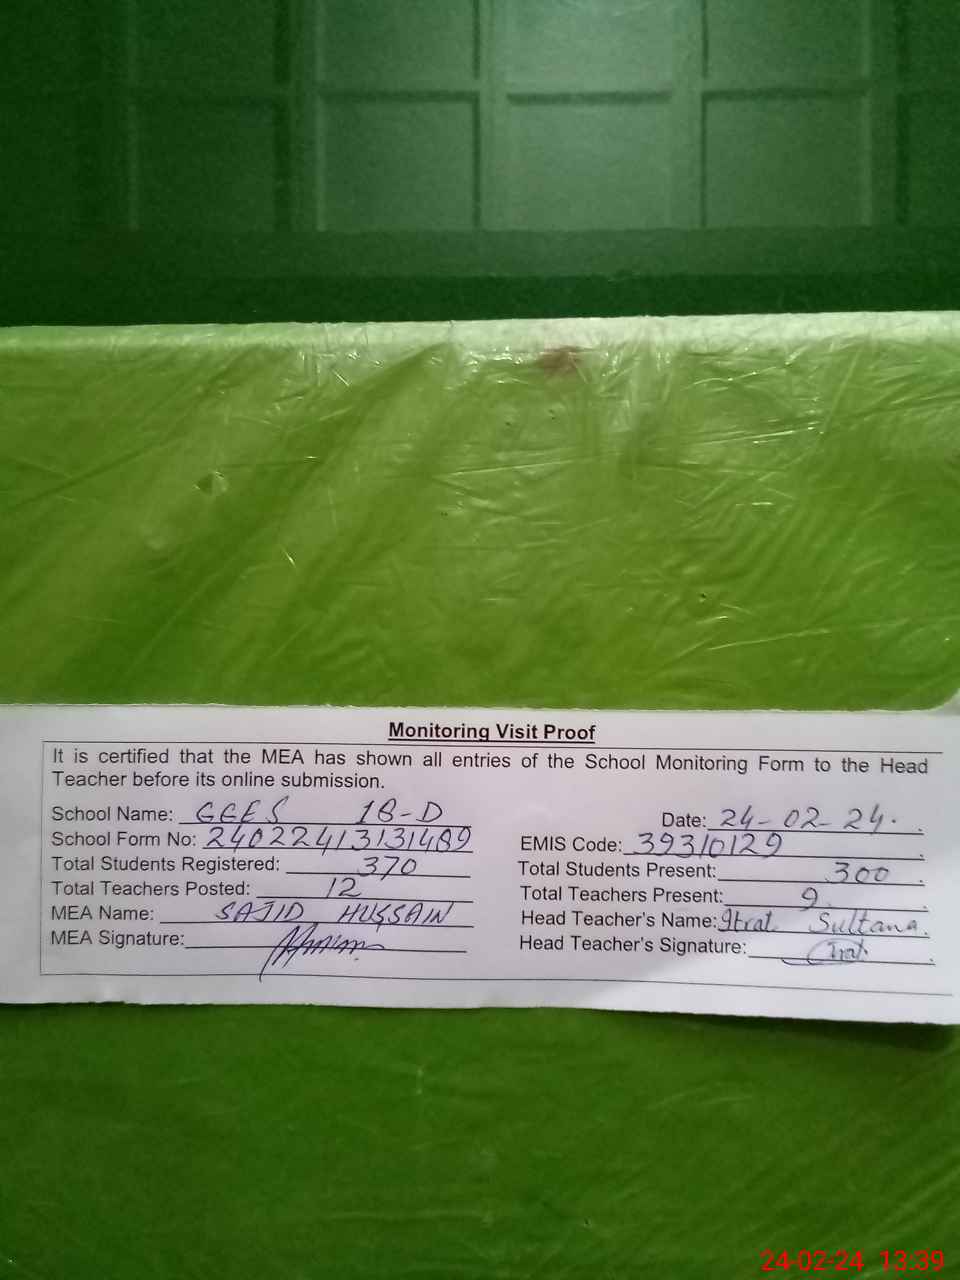 Monitoring Visit Proof
It is certified that the MEA has shown all entries of the School Monitoring Form to the Head
Teacher before its online submission.
School Name: GGES 18-D
Date: 24-02-24.
School Form No: 24022413131489
EMIS Code: 39310129
Total Students Registered: 370
Total Students Present: 300
Total Teachers Posted: 12
Total Teachers Present: 9
MEA Name: SAJID HUSSAIN
Head Teacher's Name: Itrat Sultana.
MEA Signature:
Head Teacher's Signature: Itrat
24-02-24 13:39